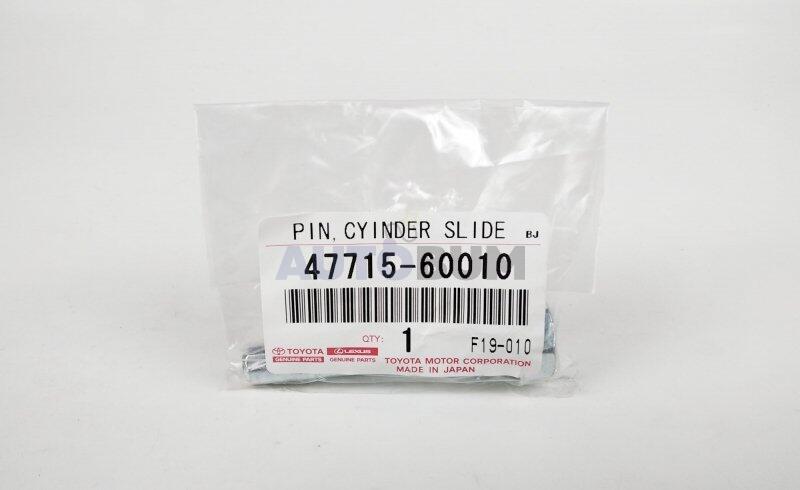 PIN, CYINDER SLIDE BJ
AUTORUM
47715-60010
QTY: 1 F19-010
TOYOTA LEXUS
GENUINE PARTS GENUINE PARTS
TOYOTA MOTOR CORPORATION
MADE IN JAPAN